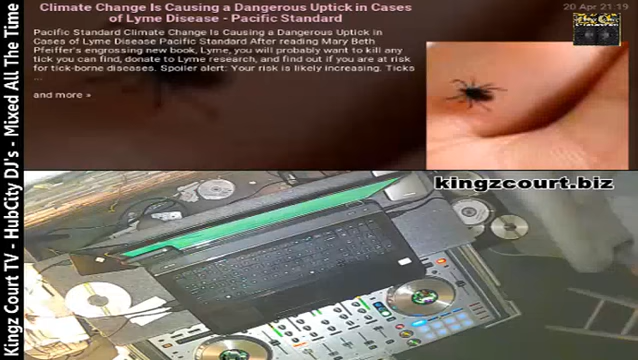 Climate Change Is Causing a Dangerous Uptick in Cases
of Lyme Disease - Pacific Standard
20 Apr 21:19
Pacific Standard Climate Change Is Causing a Dangerous Uptick in
Cases of Lyme Disease Pacific Standard After reading Mary Beth
Pfeiffer's engrossing new book, Lyme, you will probably want to kill any
tick you can find, donate to Lyme research, and find out if you are at risk
for tick-borne diseases. Spoiler alert: Your risk is likely increasing. Ticks
...
and more »
kingzcourt.biz
Kingz Court TV - HubCity DJ's - Mixed All The Time